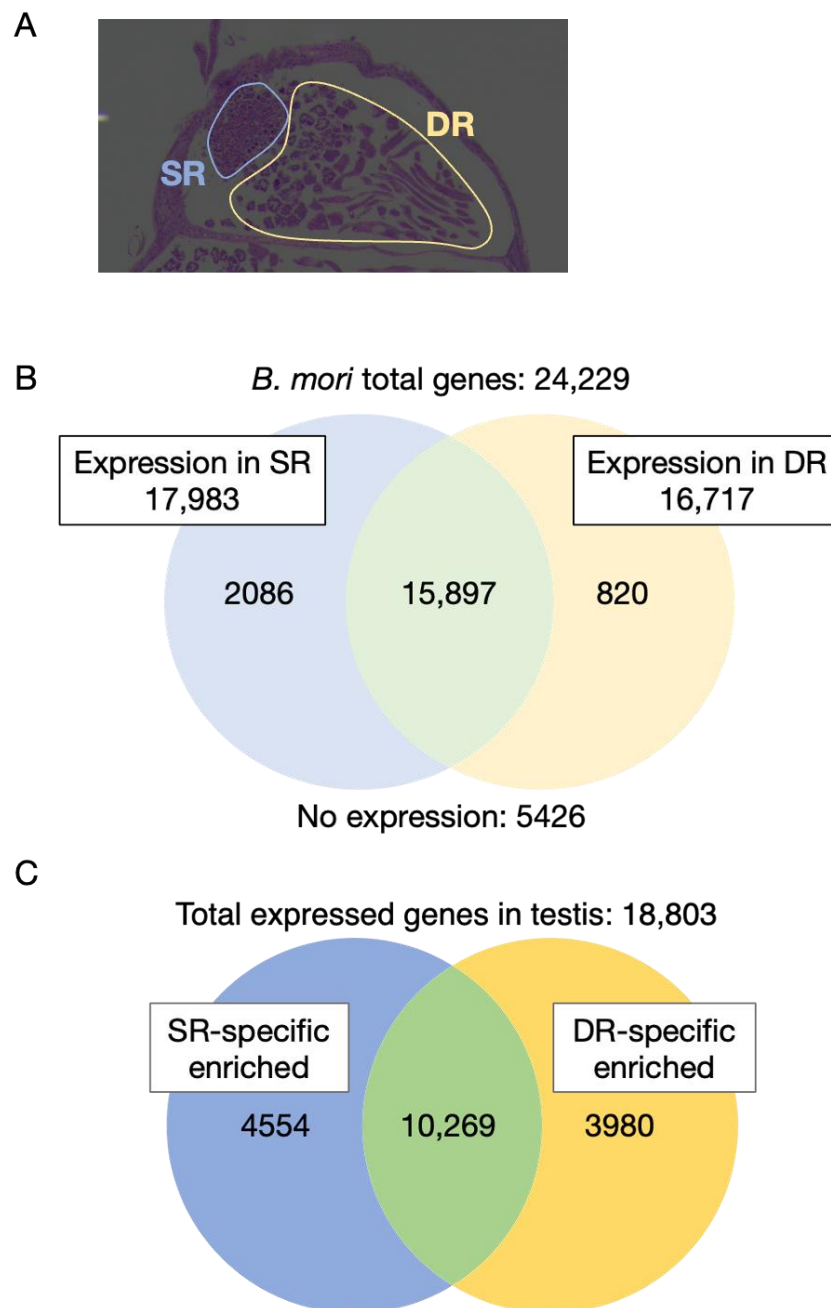 A
SR
DR
B
B. mori total genes: 24,229
Expression in SR
17,983
Expression in DR
16,717
2086
15,897
820
No expression: 5426
C
Total expressed genes in testis: 18,803
SR-specific
enriched
DR-specific
enriched
4554
10,269
3980